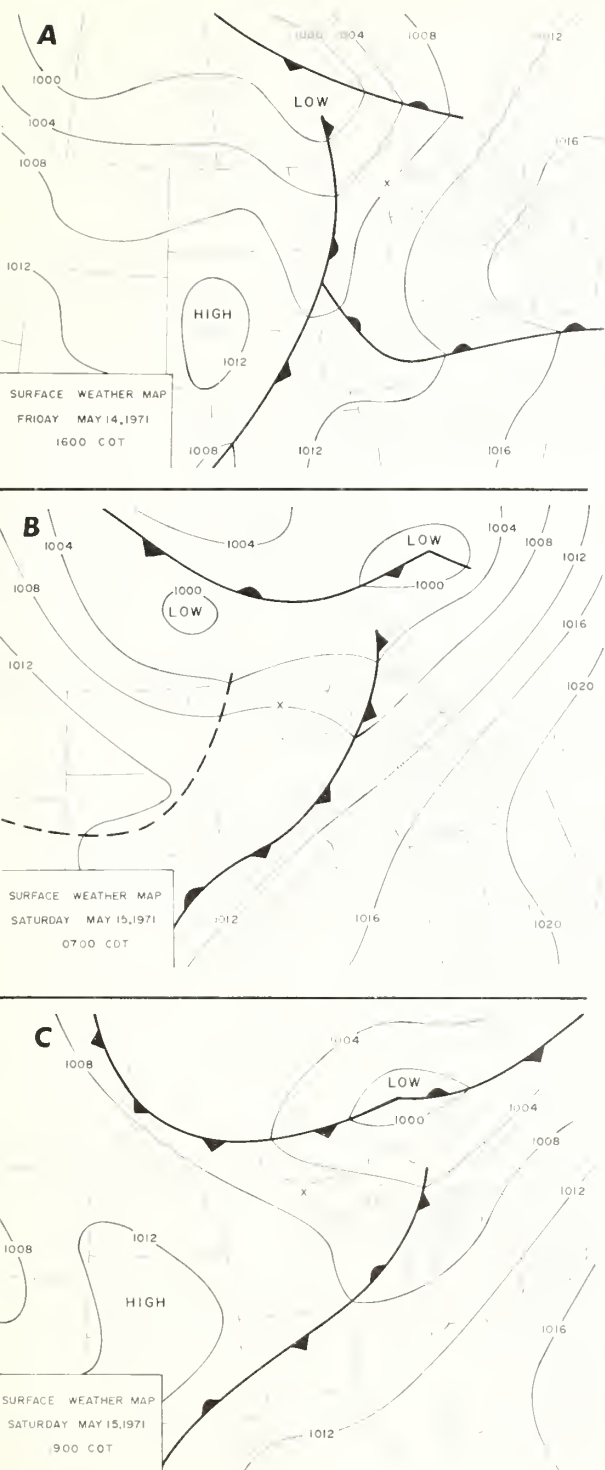 A
1000
1004
1008
1012
1000
LOW
1004
1016
1008
X
1012
HIGH
1012
SURFACE WEATHER MAP
FRIDAY MAY 14,1971
1600 CDT
1008
1012
1016
B
1004
1004
LOW
1004
1008
1012
1008
1000
1000
LOW
1016
1012
1020
X
SURFACE WEATHER MAP
SATURDAY MAY 15,1971
0700 CDT
1012
1016
1020
C
1004
1008
LOW
1000
1004
1008
X
1012
1008
1012
HIGH
1016
SURFACE WEATHER MAP
SATURDAY MAY 15,1971
1900 CDT
1012